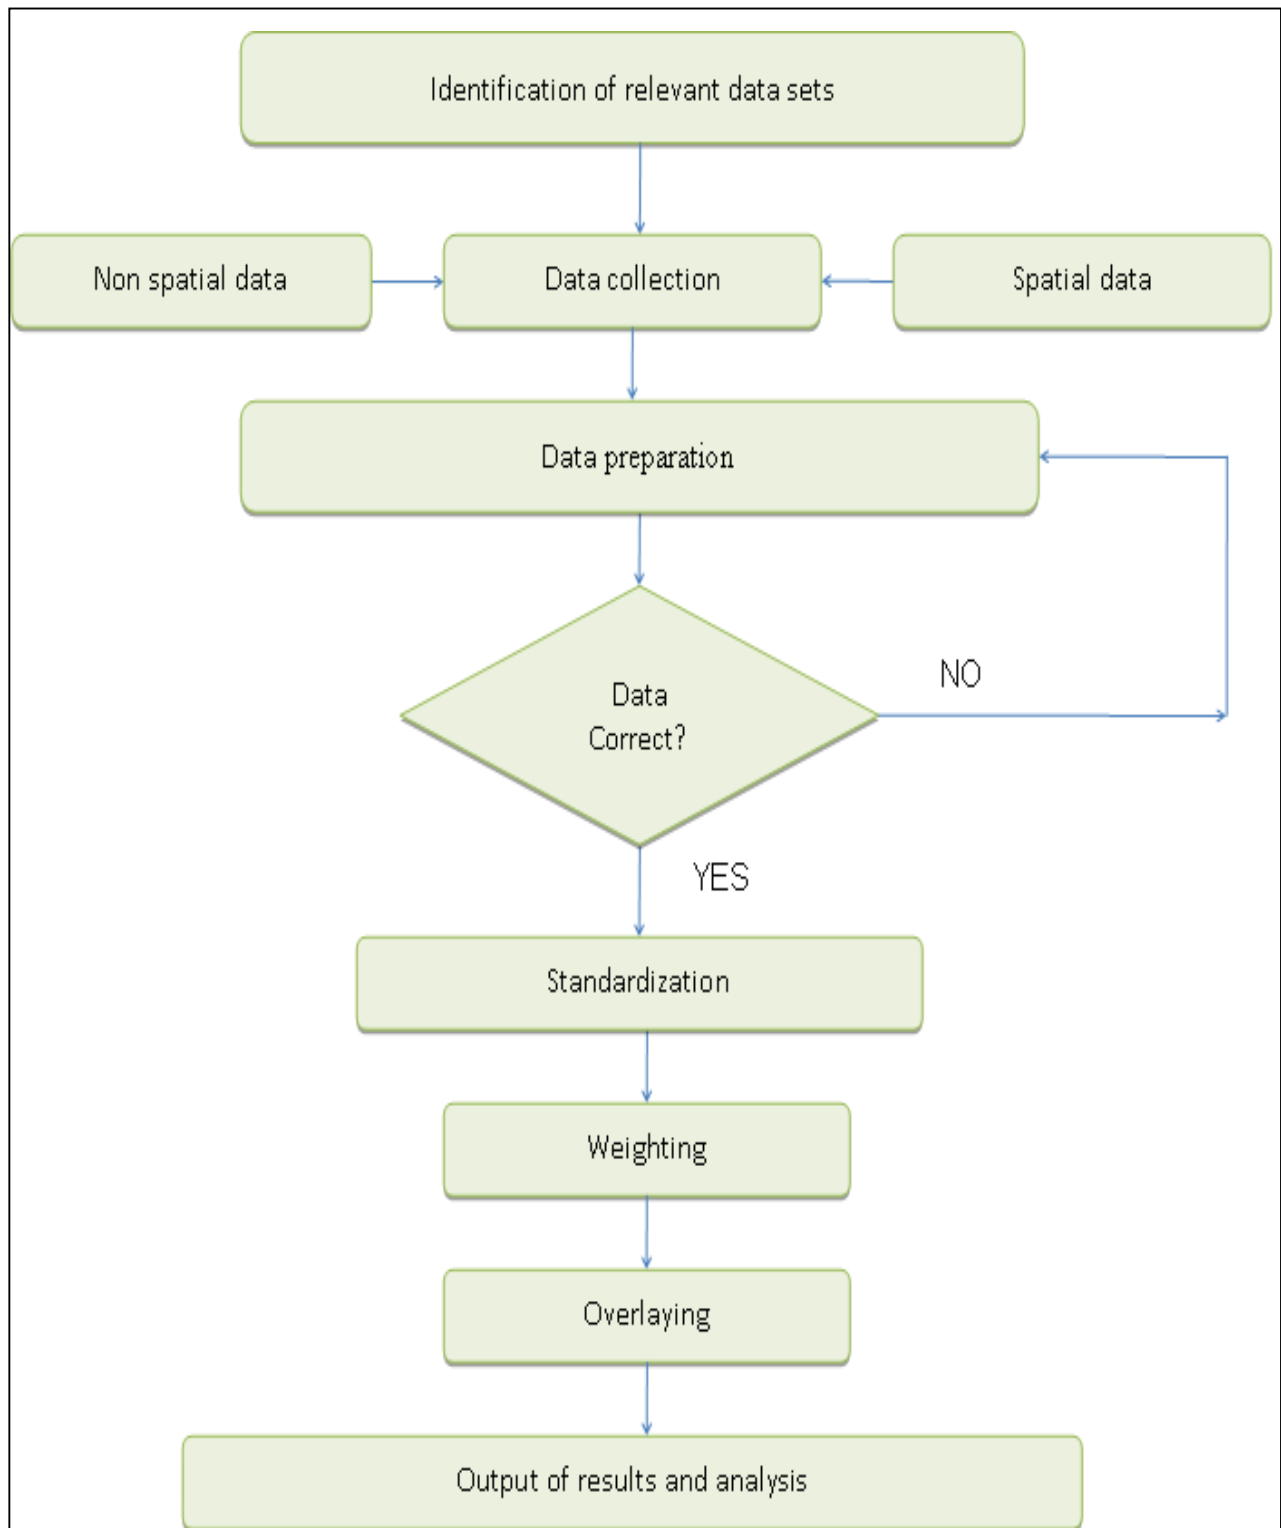 Identification of relevant data sets
Non spatial data
Data collection
Spatial data
Data preparation
Data
Correct?
NO
YES
Standardization
Weighting
Overlaying
Output of results and analysis